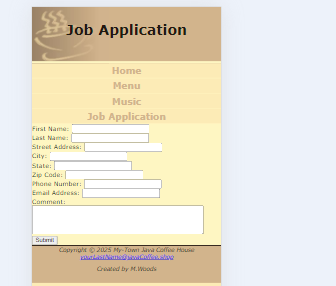 Job Application
Home
Menu
Music
Job Application
First Name:
Last Name:
Street Address:
City:
State:
Zip Code:
Phone Number:
Email Address:
Comment:
Submit
Copyright © 2025 My-Town Java Coffee House
yourLastName@javaCoffee.shop
Created by M.Woods